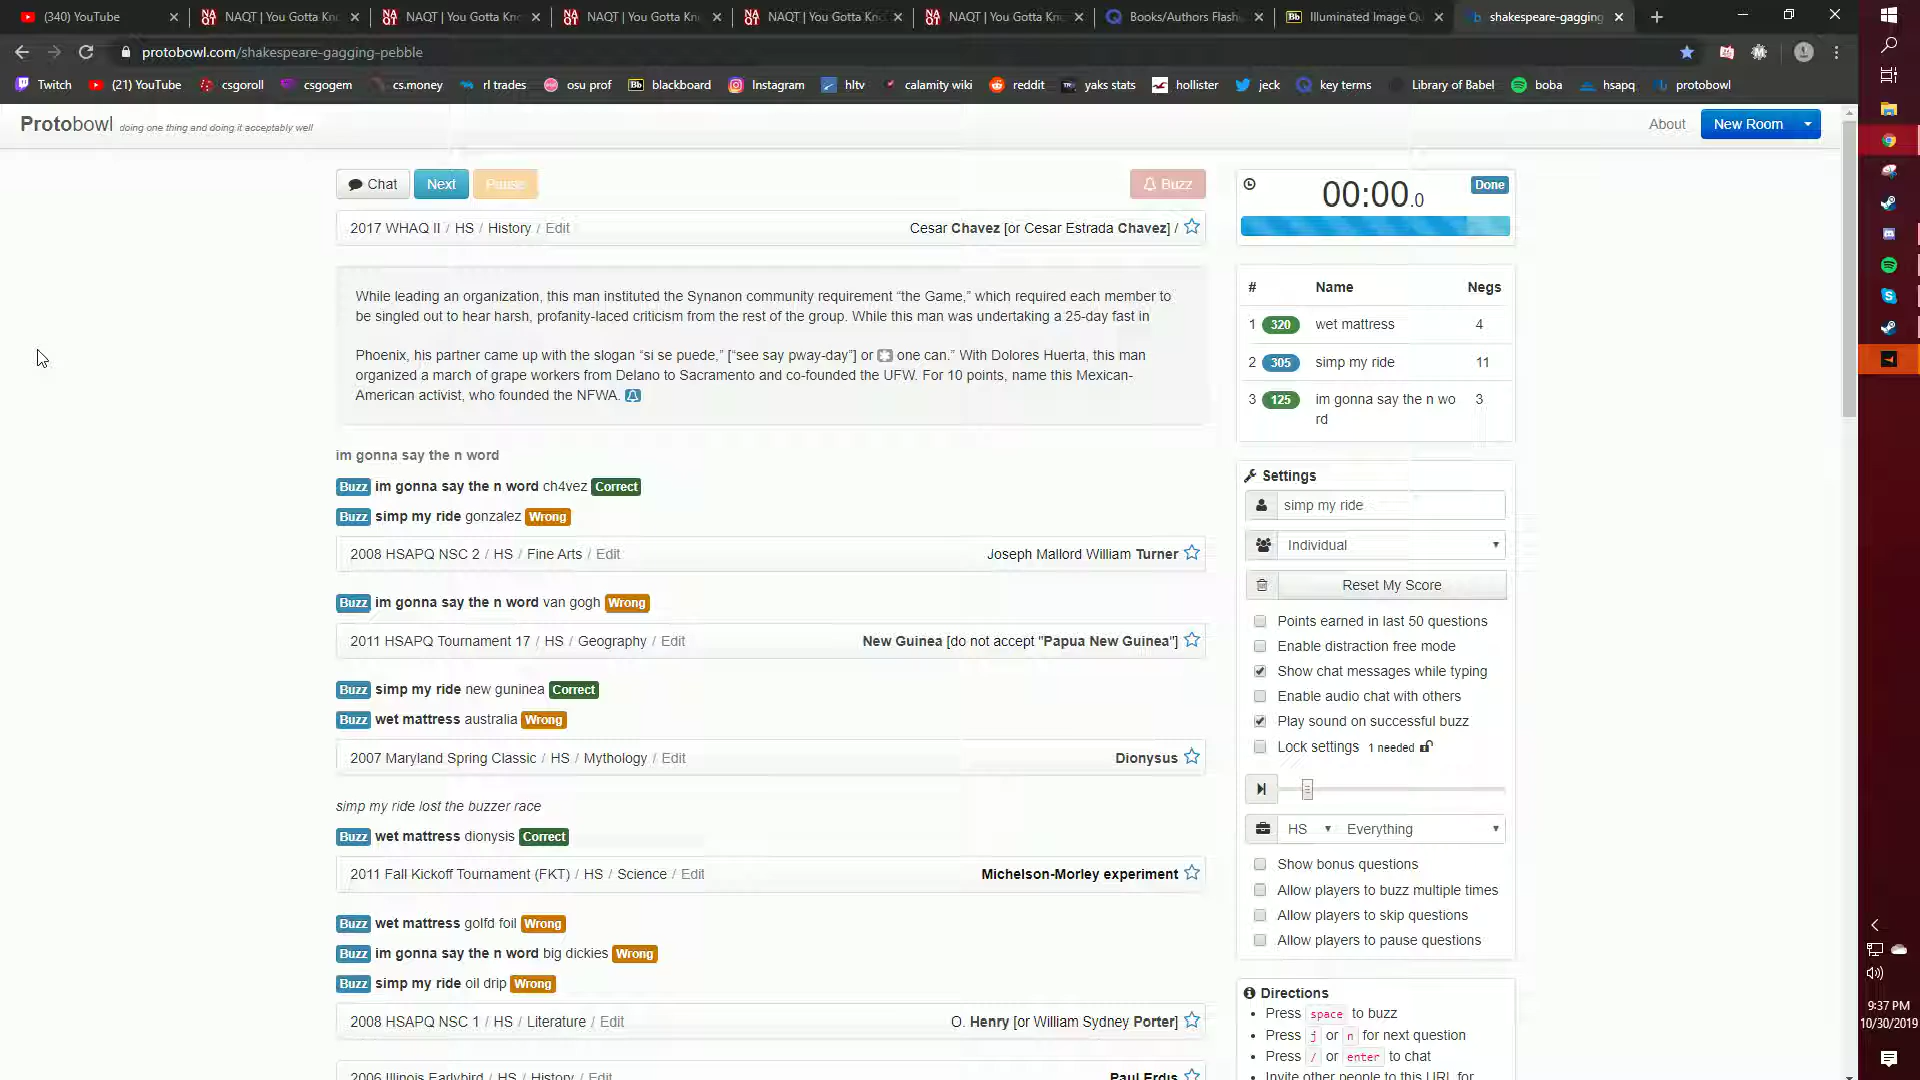 (340) YouTube
NAQT | You Gotta Kn
NAQT | You Gotta Kn
NAQT | You Gotta Kn
NAQT | You Gotta Kn
NAQT | You Gotta Kn
Books/Authors Flash
Illuminated Image Qu
shakespeare-gagging
protobowl.com/shakespeare-gagging-pebble
Twitch
(21) YouTube
csgoroll
csgogem
cs.money
rl trades
osu prof
Bb blackboard
Instagram
hltv
calamity wiki
reddit
yaks stats
hollister
jeck
key terms
Library of Babel
boba
hsapq
protobowl
Protobowl doing one thing and doing it acceptably well
About
New Room
Chat Next Pause
Buzz
2017 WHAQ II / HS / History / Edit
Cesar Chavez [or Cesar Estrada Chavez] /
While leading an organization, this man instituted the Synanon community requirement “the Game,” which required each member to
be singled out to hear harsh, profanity-laced criticism from the rest of the group. While this man was undertaking a 25-day fast in
Phoenix, his partner came up with the slogan “si se puede,” [“see say pway-day”] or one can.” With Dolores Huerta, this man
organized a march of grape workers from Delano to Sacramento and co-founded the UFW. For 10 points, name this Mexican-
American activist, who founded the NFWA.
im gonna say the n word
Buzz im gonna say the n word ch4vez Correct
Buzz simp my ride gonzalez Wrong
2008 HSAPQ NSC 2 / HS / Fine Arts / Edit
Joseph Mallord William Turner
Buzz im gonna say the n word van gogh Wrong
2011 HSAPQ Tournament 17 / HS / Geography / Edit
New Guinea [do not accept "Papua New Guinea"]
Buzz simp my ride new guninea Correct
Buzz wet mattress australia Wrong
2007 Maryland Spring Classic / HS / Mythology / Edit
Dionysus
simp my ride lost the buzzer race
Buzz wet mattress dionysis Correct
2011 Fall Kickoff Tournament (FKT) / HS / Science / Edit
Michelson-Morley experiment
Buzz wet mattress golfd foil Wrong
Buzz im gonna say the n word big dickies Wrong
Buzz simp my ride oil drip Wrong
2008 HSAPQ NSC 1 / HS / Literature / Edit
O. Henry [or William Sydney Porter]
2006 Illinois Earlybird / HS / History / Edit
Paul Erdis
00:00.0
Done
# Name Negs
1 320 wet mattress 4
2 305 simp my ride 11
3 125 im gonna say the n wo 3
rd
Settings
simp my ride
Individual
Reset My Score
Points earned in last 50 questions
Enable distraction free mode
Show chat messages while typing
Enable audio chat with others
Play sound on successful buzz
Lock settings 1 needed
HS Everything
Show bonus questions
Allow players to buzz multiple times
Allow players to skip questions
Allow players to pause questions
Directions
Press space to buzz
Press j or n for next question
Press / or enter to chat
Invite other people to this URL for
9:37 PM
10/30/2019